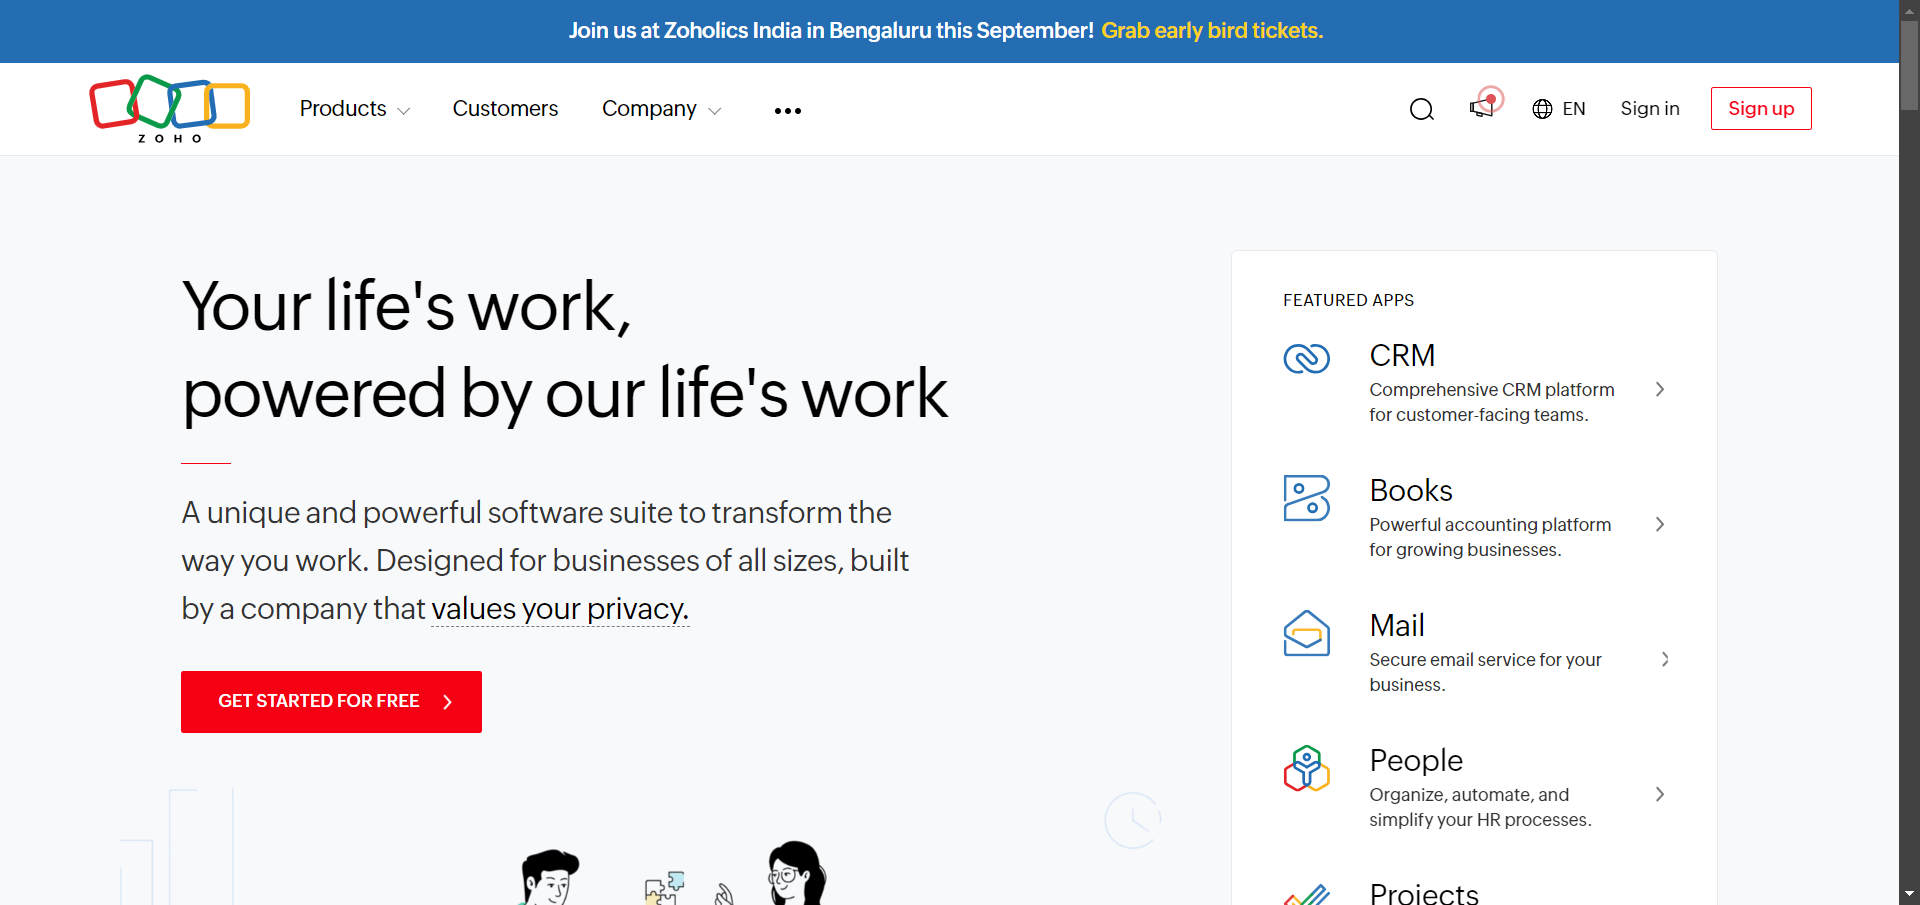 Join us at Zoholics India in Bengaluru this September! Grab early bird tickets.
ZOHO
Products
Customers
Company
EN
Sign in
Sign up
Your life's work,
powered by our life's work
A unique and powerful software suite to transform the
way you work. Designed for businesses of all sizes, built
by a company that values your privacy.
GET STARTED FOR FREE
FEATURED APPS
CRM
Comprehensive CRM platform
for customer-facing teams.
Books
Powerful accounting platform
for growing businesses.
Mail
Secure email service for your
business.
People
Organize, automate, and
simplify your HR processes.
Projects